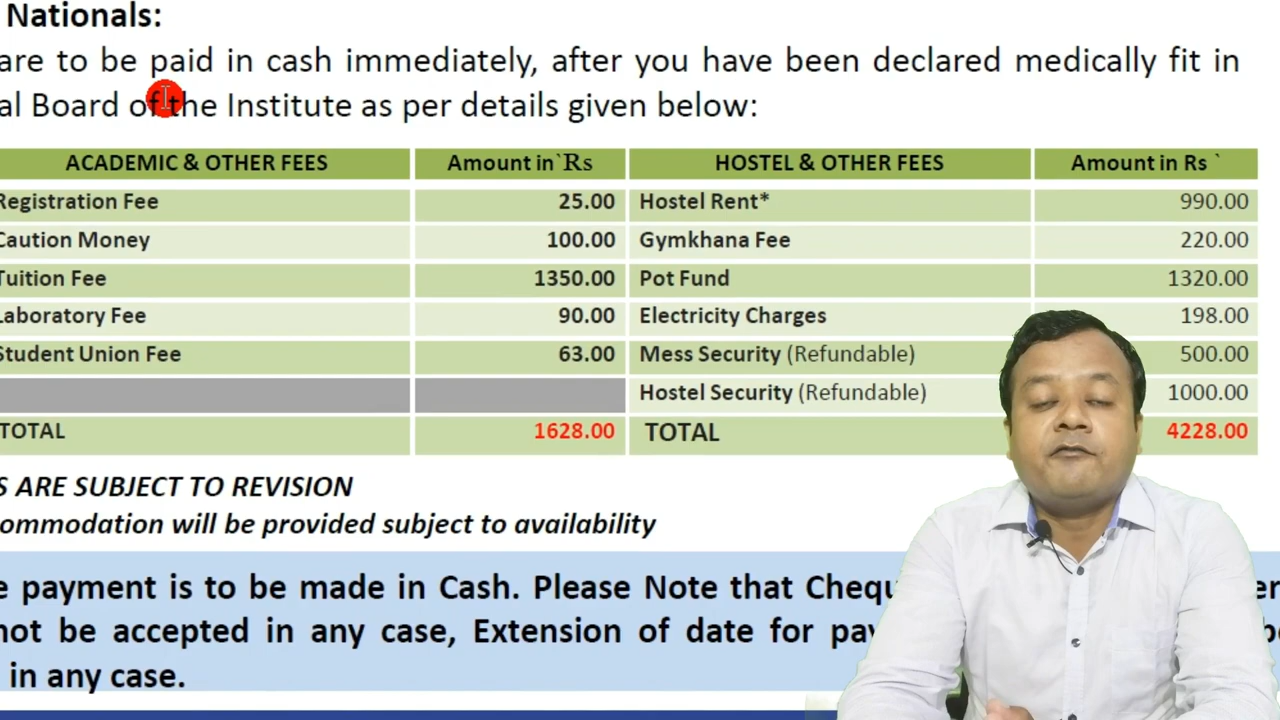 Nationals:
are to be paid in cash immediately, after you have been declared medically fit in
al Board of the Institute as per details given below:
ACADEMIC & OTHER FEES Amount in`Rs HOSTEL & OTHER FEES Amount in Rs `
Registration Fee 25.00 Hostel Rent* 990.00
Caution Money 100.00 Gymkhana Fee 220.00
Tuition Fee 1350.00 Pot Fund 1320.00
Laboratory Fee 90.00 Electricity Charges 198.00
Student Union Fee 63.00 Mess Security (Refundable) 500.00
Hostel Security (Refundable) 1000.00
TOTAL 1628.00 TOTAL 4228.00
S ARE SUBJECT TO REVISION
ommodation will be provided subject to availability
e payment is to be made in Cash. Please Note that Chequ
not be accepted in any case, Extension of date for pay
in any case.